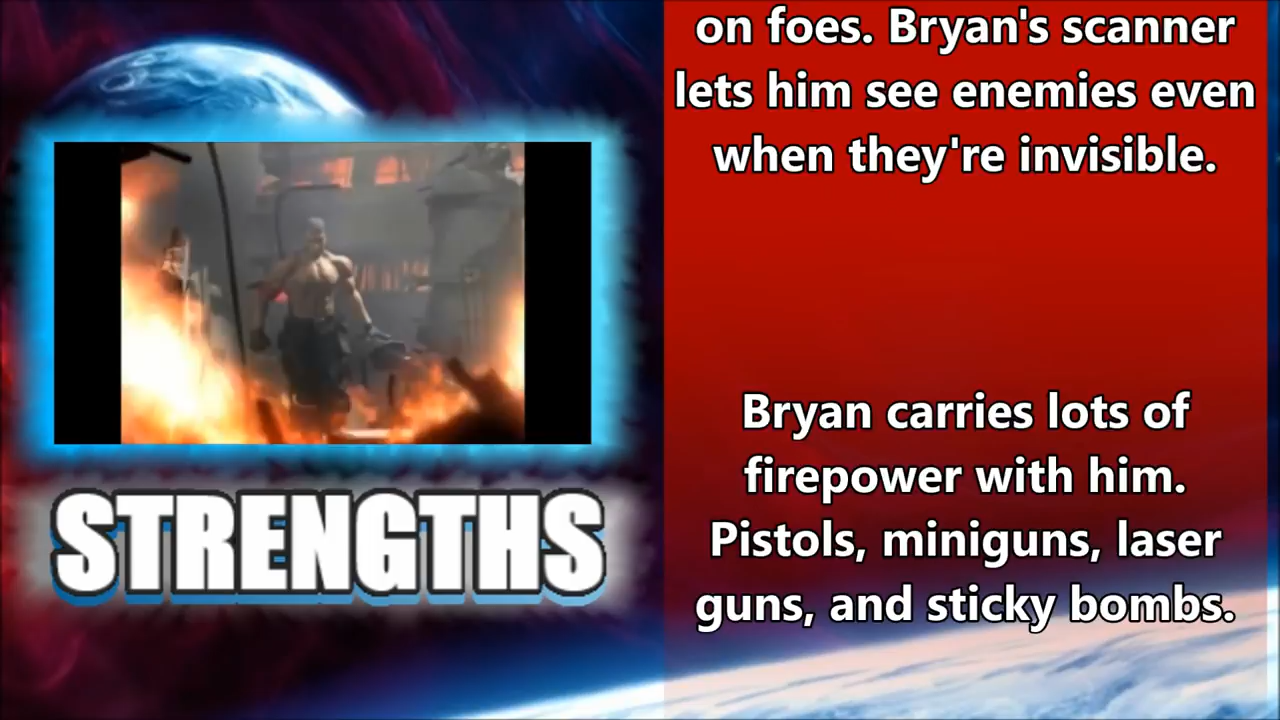 on foes. Bryan's scanner
lets him see enemies even
when they're invisible.
Bryan carries lots of
firepower with him.
Pistols, miniguns, laser
guns, and sticky bombs.
STRENGTHS